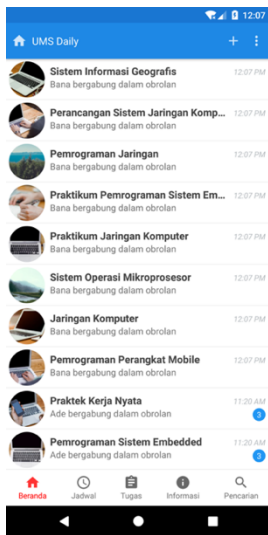 12:07
UMS Daily
Sistem Informasi Geografis 12:07 PM
Bana bergabung dalam obrolan
Perancangan Sistem Jaringan Komp... 12:07 PM
Bana bergabung dalam obrolan
Pemrograman Jaringan 12:07 PM
Bana bergabung dalam obrolan
Praktikum Pemrograman Sistem Em... 12:07 PM
Bana bergabung dalam obrolan
Praktikum Jaringan Komputer 12:07 PM
Bana bergabung dalam obrolan
Sistem Operasi Mikroprosesor 12:07 PM
Bana bergabung dalam obrolan
Jaringan Komputer 12:07 PM
Bana bergabung dalam obrolan
Pemrograman Perangkat Mobile 12:07 PM
Bana bergabung dalam obrolan
Praktek Kerja Nyata 11:20 AM
Ade bergabung dalam obrolan 3
Pemrograman Sistem Embedded 11:20 AM
Ade bergabung dalam obrolan 3
Beranda Jadwal Tugas Informasi Pencarian